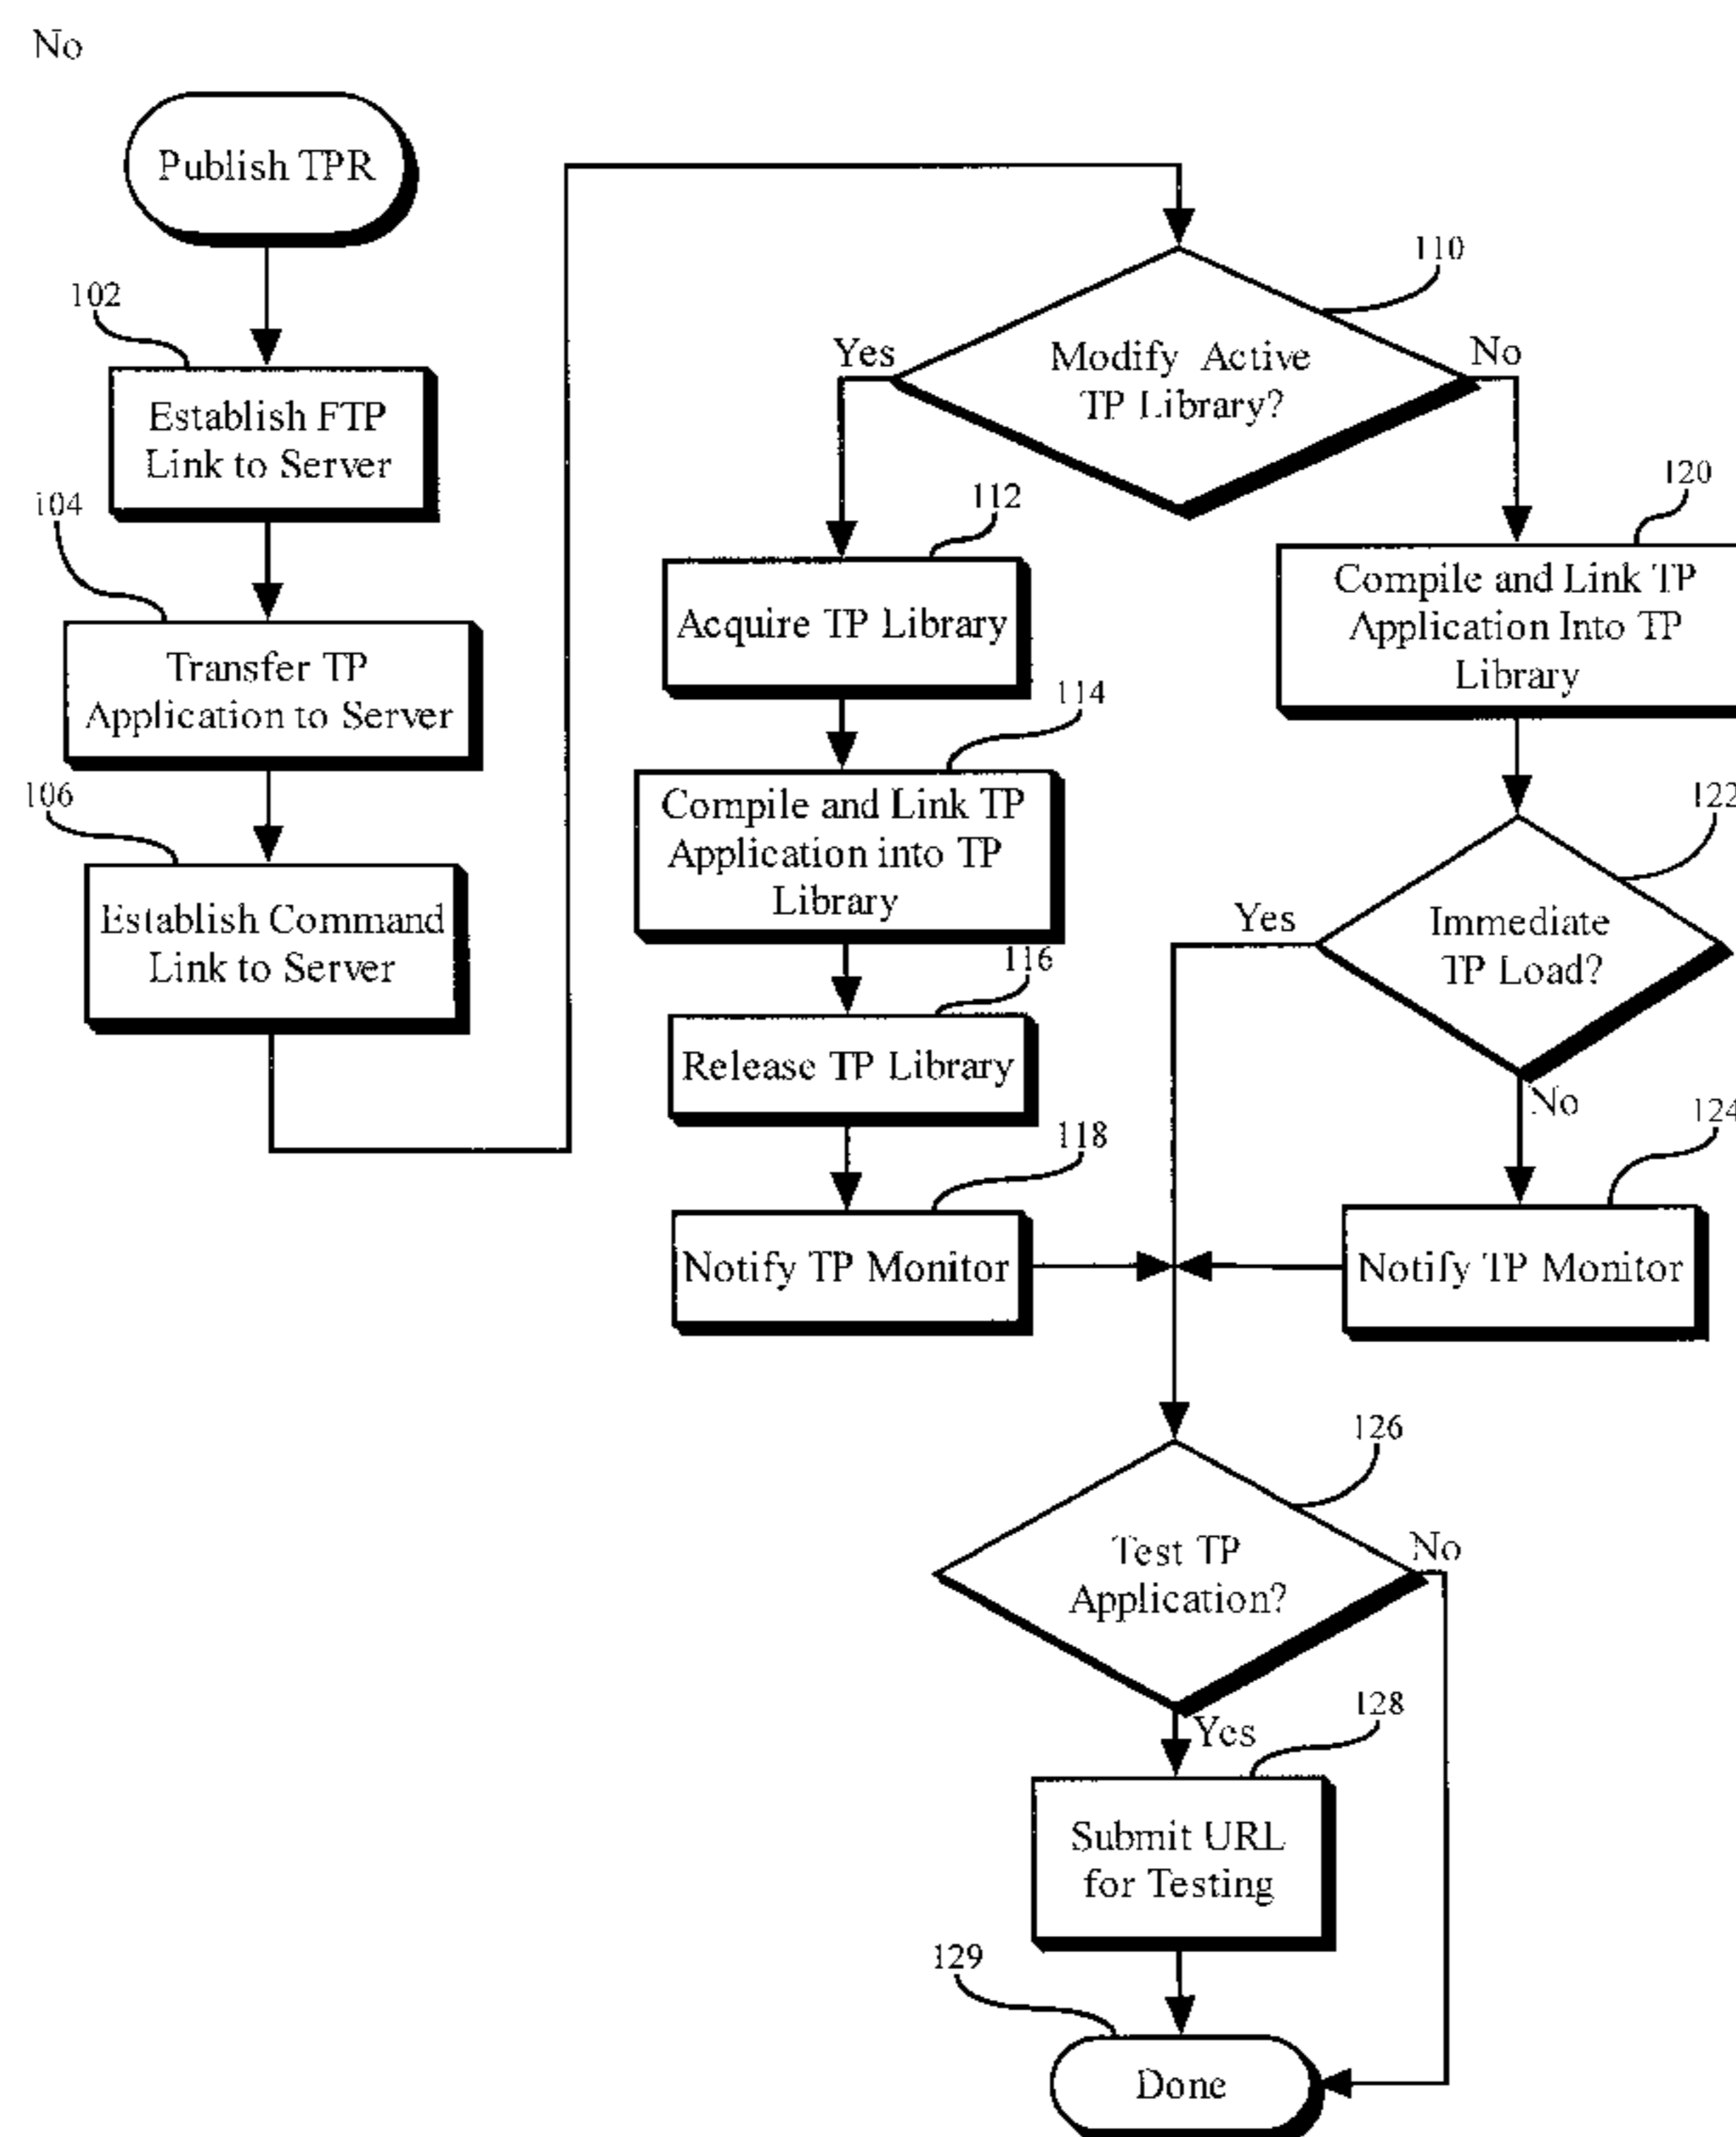 No
Publish TPR
102
Establish FTP
Link to Server
104
Transfer TP
Application to Server
106
Establish Command
Link to Server
110
Modify Active
TP Library?
Yes
No
112
Acquire TP Library
114
Compile and Link TP
Application into TP
Library
116
Release TP Library
118
Notify TP Monitor
120
Compile and Link TP
Application Into TP
Library
122
Immediate
TP Load?
Yes
No
124
Notify TP Monitor
126
Test TP
Application?
No
Yes
128
Submit URL
for Testing
129
Done